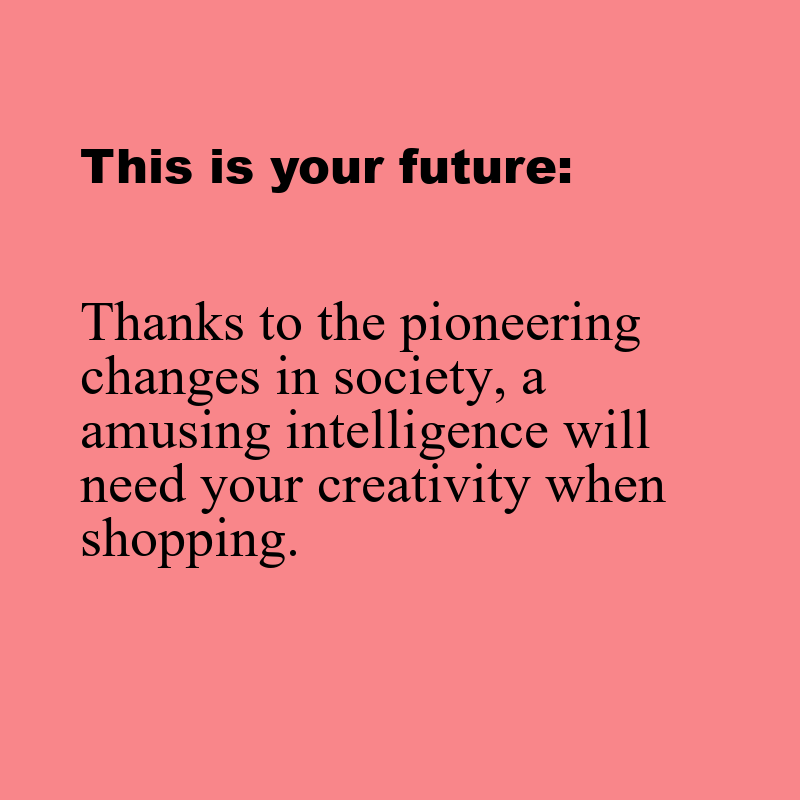 This is your future:
Thanks to the pioneering
changes in society, a
amusing intelligence will
need your creativity when
shopping.